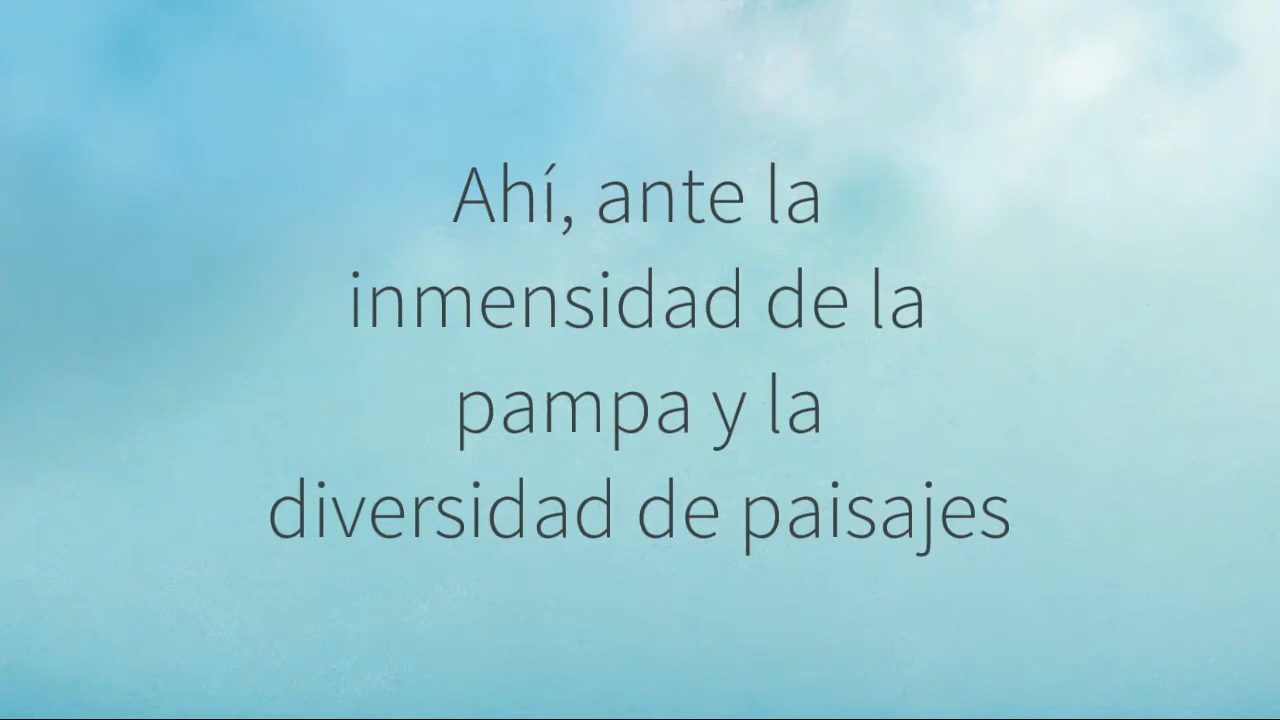 Ahí, ante la
inmensidad de la
pampa y la
diversidad de paisajes